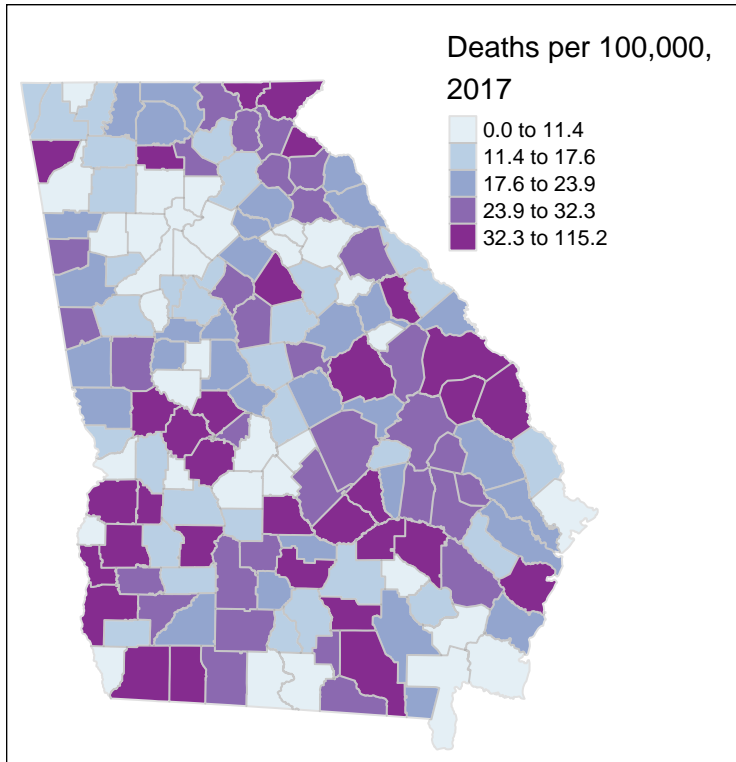 Deaths per 100,000,
2017
0.0 to 11.4
11.4 to 17.6
17.6 to 23.9
23.9 to 32.3
32.3 to 115.2